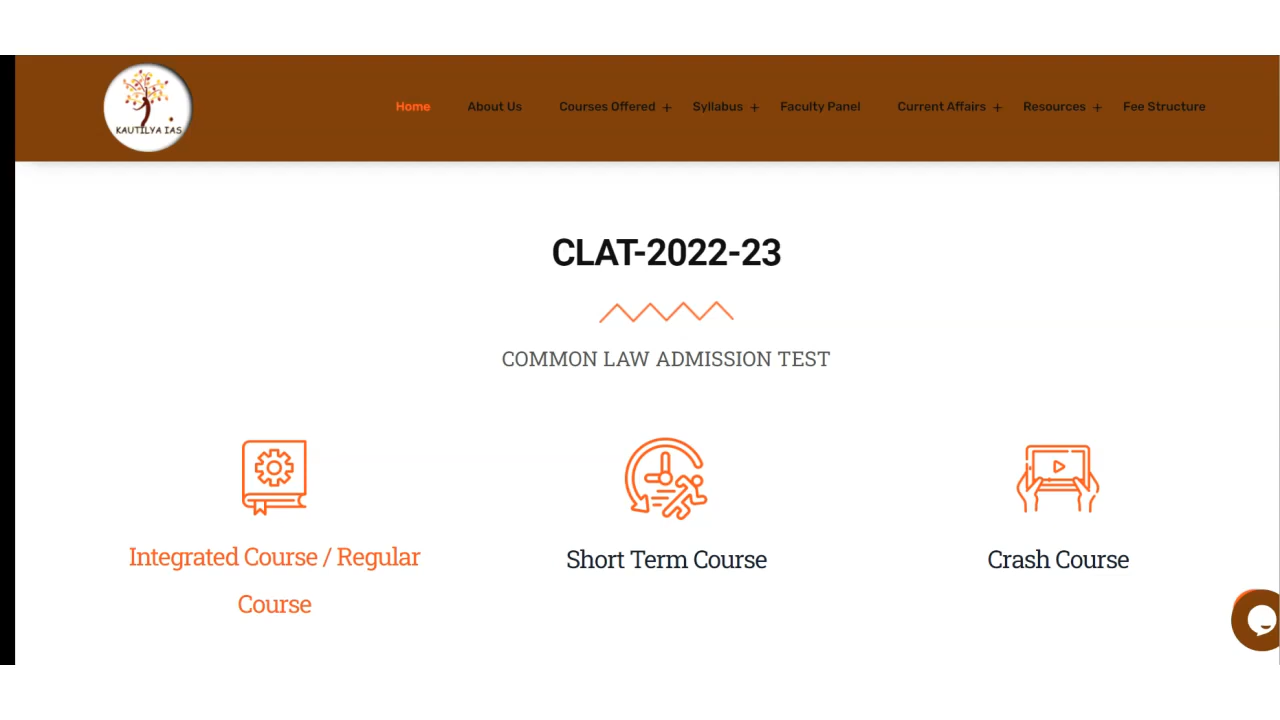 KAUTILYA IAS
Home About Us Courses Offered + Syllabus + Faculty Panel Current Affairs + Resources + Fee Structure
CLAT-2022-23
COMMON LAW ADMISSION TEST
Integrated Course / Regular
Course
Short Term Course
Crash Course